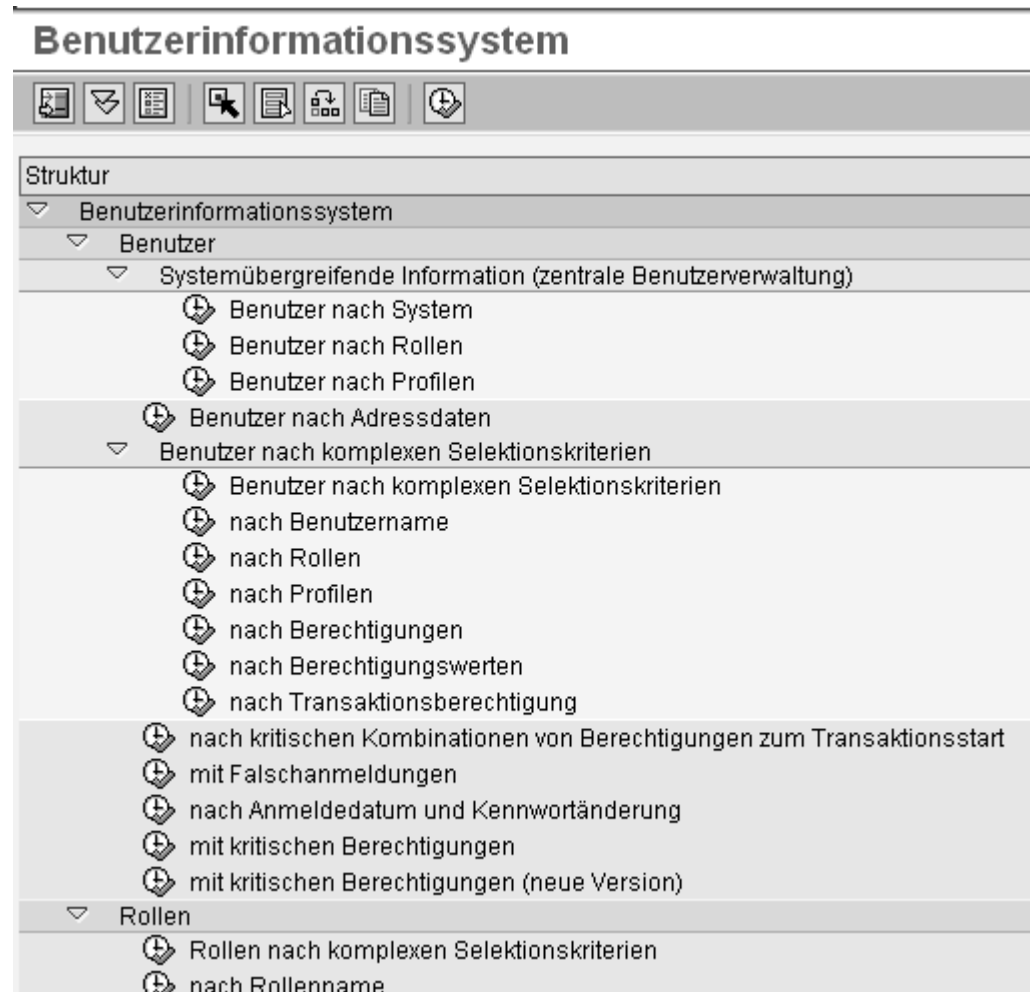 Benutzerinformationssystem
Struktur
Benutzerinformationssystem
Benutzer
Systemübergreifende Information (zentrale Benutzerverwaltung)
Benutzer nach System
Benutzer nach Rollen
Benutzer nach Profilen
Benutzer nach Adressdaten
Benutzer nach komplexen Selektionskriterien
Benutzer nach komplexen Selektionskriterien
nach Benutzername
nach Rollen
nach Profilen
nach Berechtigungen
nach Berechtigungswerten
nach Transaktionsberechtigung
nach kritischen Kombinationen von Berechtigungen zum Transaktionsstart
mit Falschanmeldungen
nach Anmeldedatum und Kennwortänderung
mit kritischen Berechtigungen
mit kritischen Berechtigungen (neue Version)
Rollen
Rollen nach komplexen Selektionskriterien
nach Rollenname